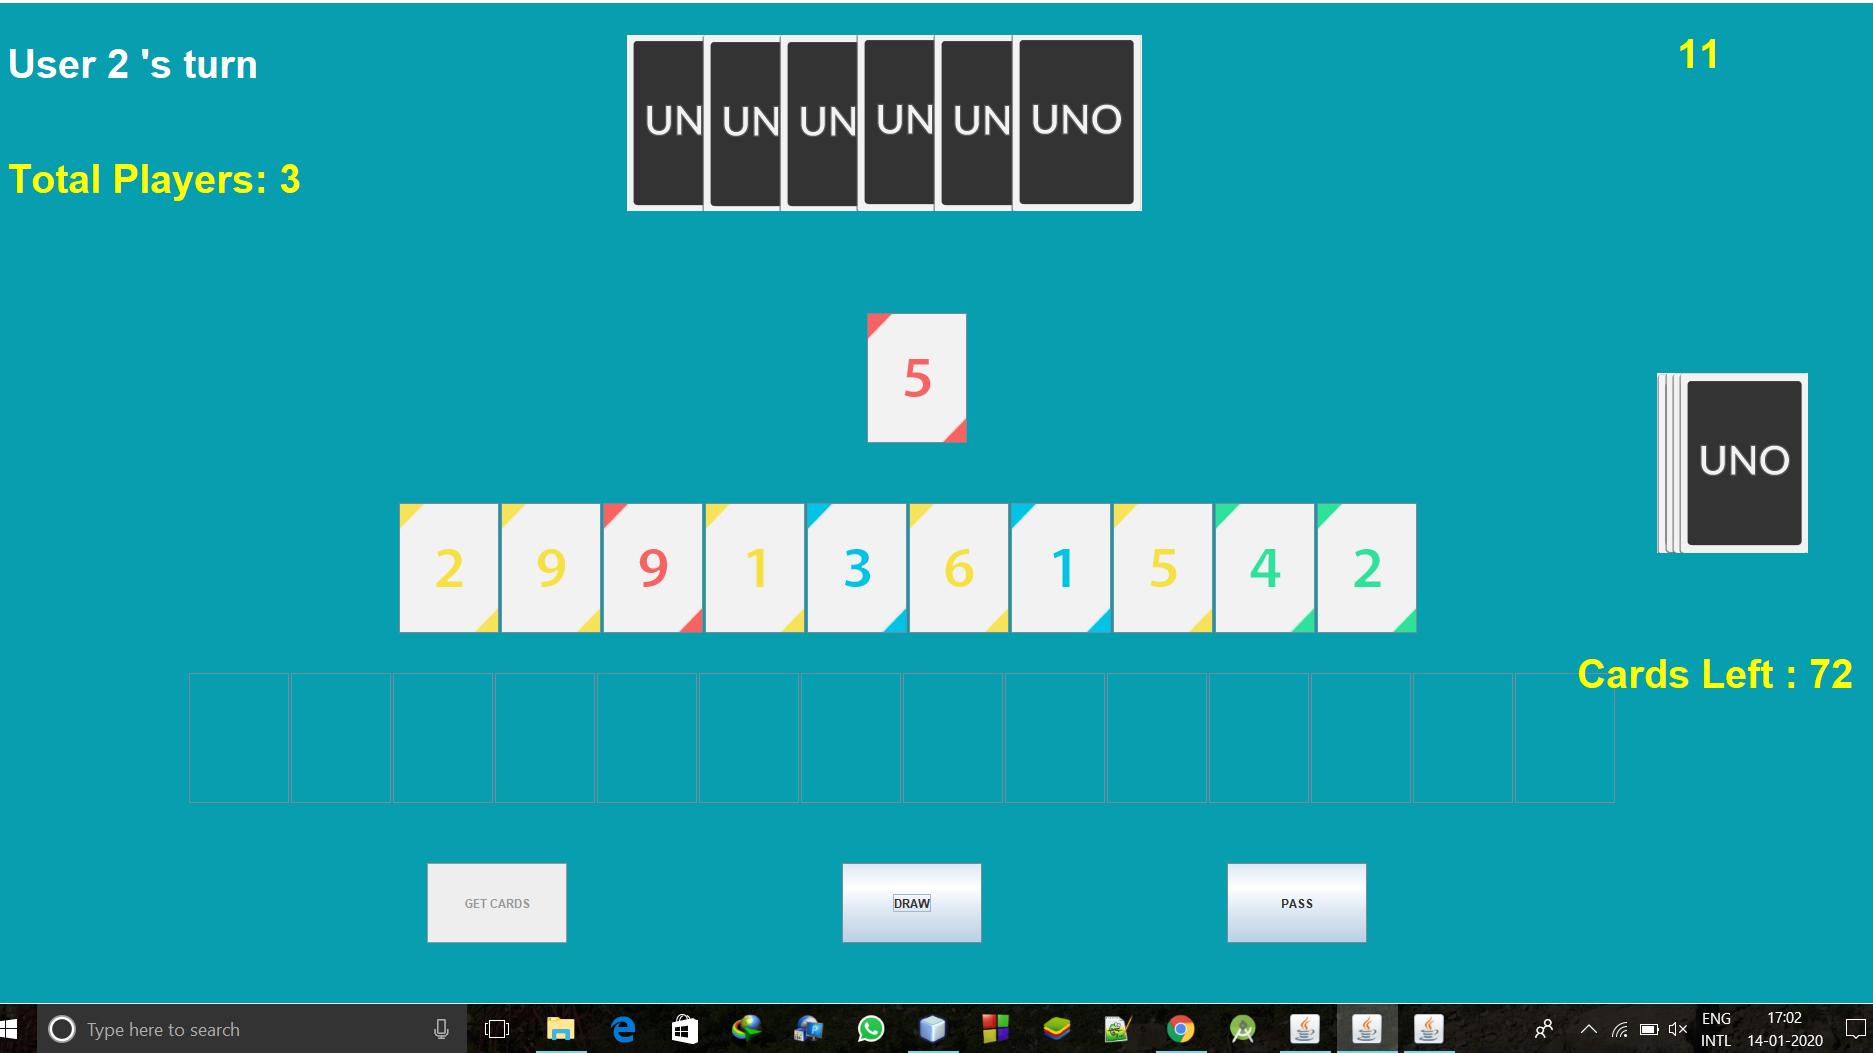 User 2 's turn
11
UN UN UN UN UN UNO
Total Players: 3
5
UNO
2 9 9 1 3 6 1 5 4 2
Cards Left : 72
GET CARDS
DRAW
PASS
Type here to search
ENG
INTL
17:02
14-01-2020